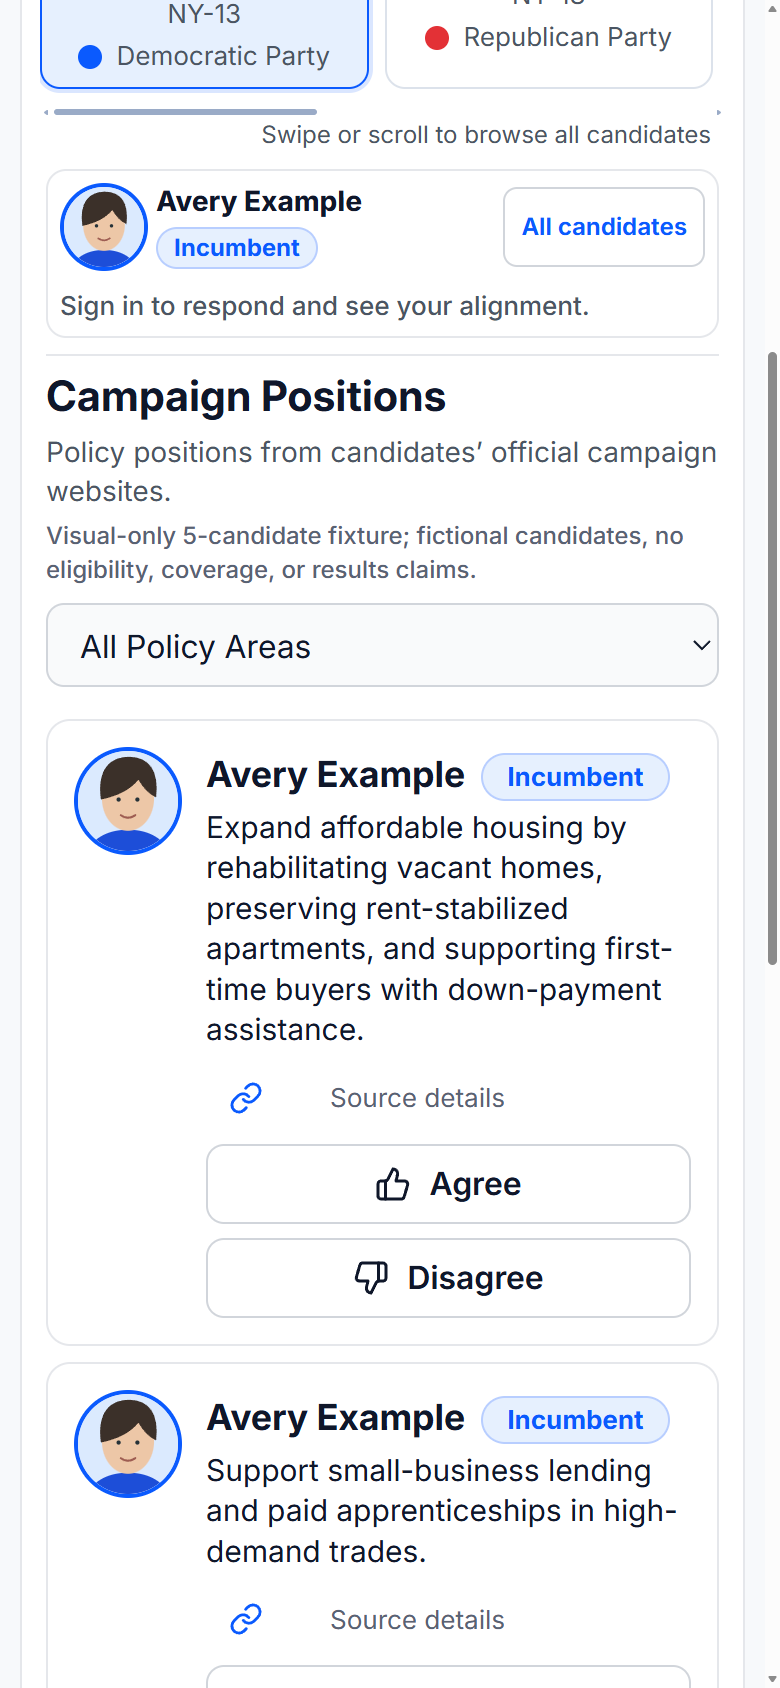 NY-13
Democratic Party
Republican Party
Swipe or scroll to browse all candidates
Avery Example
Incumbent
All candidates
Sign in to respond and see your alignment.
Campaign Positions
Policy positions from candidates’ official campaign
websites.
Visual-only 5-candidate fixture; fictional candidates, no
eligibility, coverage, or results claims.
All Policy Areas
Avery Example
Incumbent
Expand affordable housing by
rehabilitating vacant homes,
preserving rent-stabilized
apartments, and supporting first-
time buyers with down-payment
assistance.
Source details
Agree
Disagree
Avery Example
Incumbent
Support small-business lending
and paid apprenticeships in high-
demand trades.
Source details